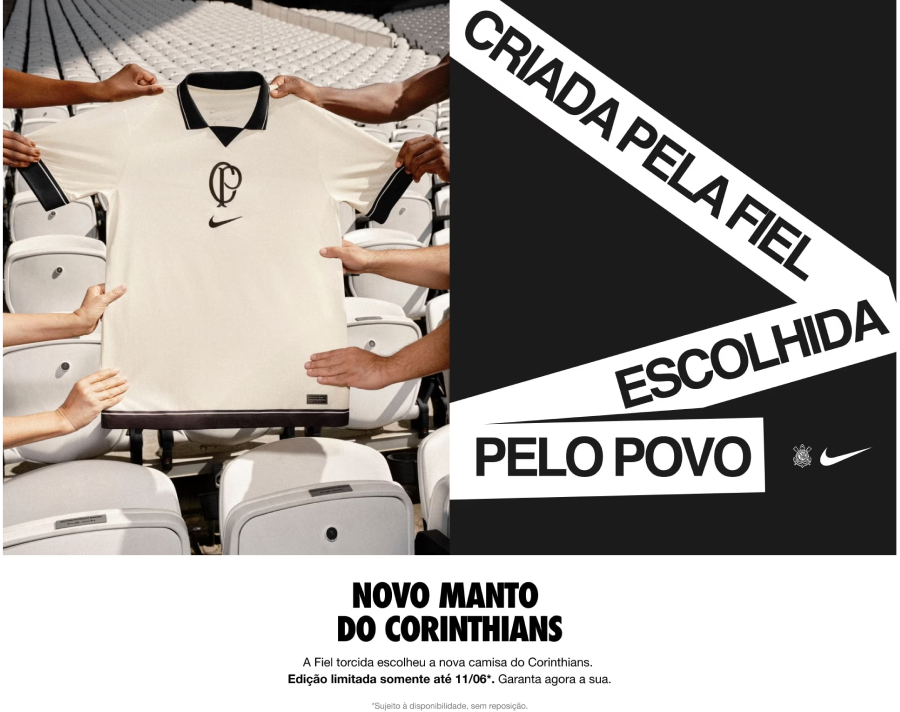 CRIADA PELA FIEL
ESCOLHIDA
PELO POVO
NOVO MANTO
DO CORINTHIANS
A Fiel torcida escolheu a nova camisa do Corinthians.
Edição limitada somente até 11/06*. Garanta agora a sua.
*Sujeito à disponibilidade, sem reposição.